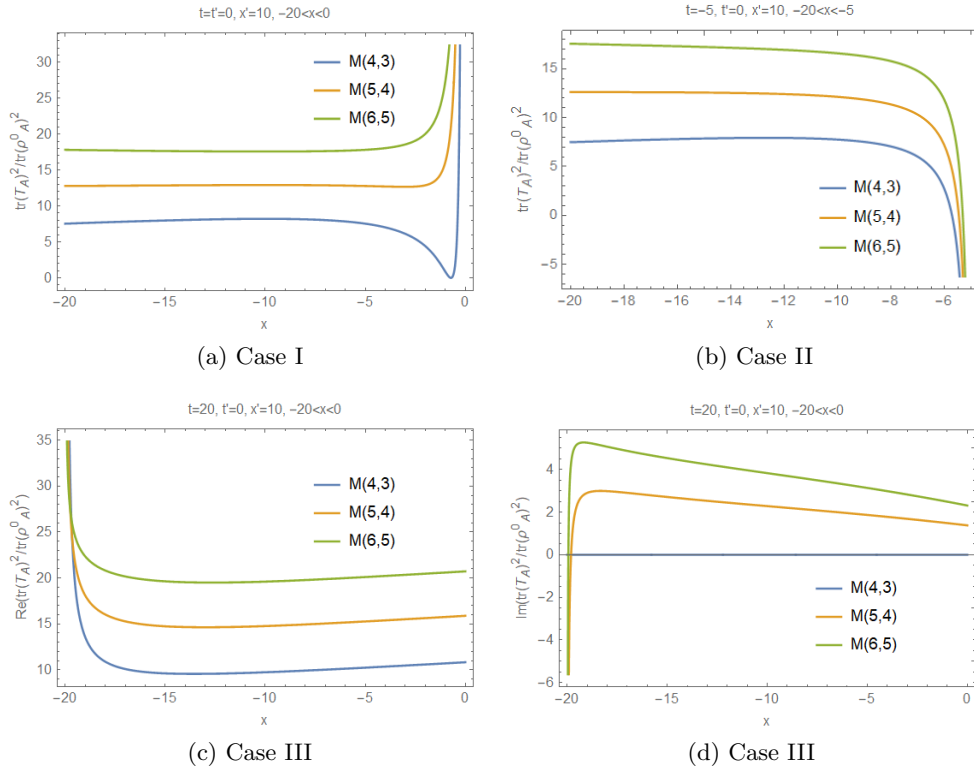 t=t'=0, x'=10, −20<x<0
tr(T_A)^2/tr(ρ^0_A)^2
30
25
20
15
10
5
0
M(4,3)
M(5,4)
M(6,5)
−20 −15 −10 −5 0
x
(a) Case I
t=−5, t'=0, x'=10, −20<x<−5
tr(T_A)^2/tr(ρ^0_A)^2
15
10
5
0
−5
M(4,3)
M(5,4)
M(6,5)
−20 −18 −16 −14 −12 −10 −8 −6
x
(b) Case II
t=20, t'=0, x'=10, −20<x<0
Re(tr(T_A)^2/tr(ρ^0_A)^2)
35
30
25
20
15
10
M(4,3)
M(5,4)
M(6,5)
−20 −15 −10 −5 0
x
(c) Case III
t=20, t'=0, x'=10, −20<x<0
Im(tr(T_A)^2/tr(ρ^0_A)^2)
4
2
0
−2
−4
−6
M(4,3)
M(5,4)
M(6,5)
−20 −15 −10 −5 0
x
(d) Case III